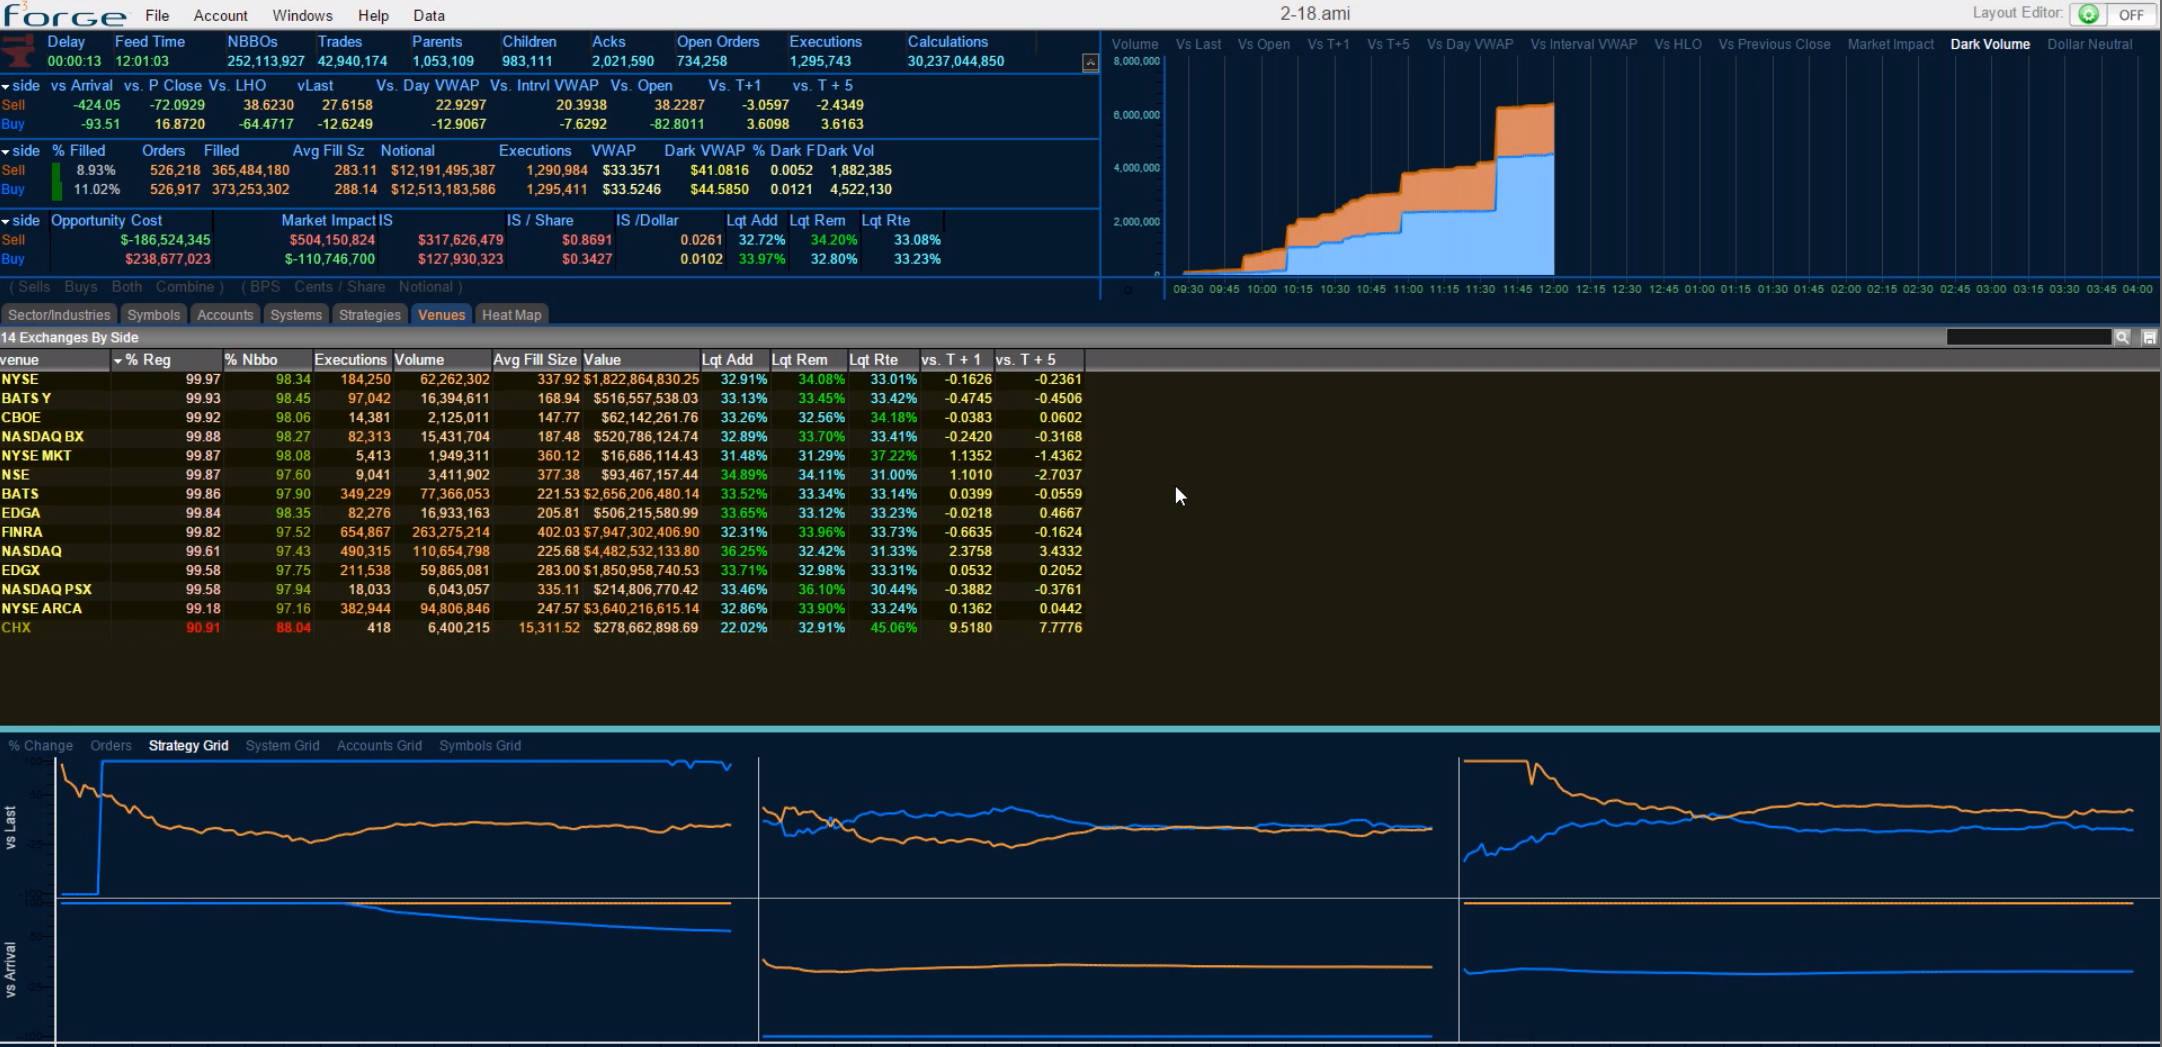 3forge File Account Windows Help Data 2-18.ami Layout Editor: OFF
Delay Feed Time NBBOs Trades Parents Children Acks Open Orders Executions Calculations
00:00:13 12:01:03 252,113,927 42,940,174 1,053,109 983,111 2,021,590 734,258 1,295,743 30,237,044,850
side vs Arrival vs. P Close Vs. LHO vLast Vs. Day VWAP Vs. Intrvl VWAP Vs. Open Vs. T+1 vs. T + 5
Sell -424.05 -72.0929 38.6230 27.6158 22.9297 20.3938 38.2287 -3.0597 -2.4349
Buy -93.51 16.8720 -64.4717 -12.6249 -12.9067 -7.6292 -82.8011 3.6098 3.6163
side % Filled Orders Filled Avg Fill Sz Notional Executions VWAP Dark VWAP % Dark F Dark Vol
Sell 8.93% 526,218 365,484,180 283.11 $12,191,495,387 1,290,984 $33.3571 $41.0816 0.0052 1,882,385
Buy 11.02% 526,917 373,253,302 288.14 $12,513,183,586 1,295,411 $33.5246 $44.5850 0.0121 4,522,130
side Opportunity Cost Market Impact IS IS / Share IS /Dollar Lqt Add Lqt Rem Lqt Rte
Sell $-186,524,345 $504,150,824 $317,626,479 $0.8691 0.0261 32.72% 34.20% 33.08%
Buy $238,677,023 $-110,746,700 $127,930,323 $0.3427 0.0102 33.97% 32.80% 33.23%
( Sells Buys Both Combine ) ( BPS Cents / Share Notional )
Volume Vs Last Vs Open Vs T+1 Vs T+5 Vs Day VWAP Vs Interval VWAP Vs HLO Vs Previous Close Market Impact Dark Volume Dollar Neutral
8,000,000
6,000,000
4,000,000
2,000,000
0
09:30 09:45 10:00 10:15 10:30 10:45 11:00 11:15 11:30 11:45 12:00 12:15 12:30 12:45 01:00 01:15 01:30 01:45 02:00 02:15 02:30 02:45 03:00 03:15 03:30 03:45 04:00
Sector/Industries Symbols Accounts Systems Strategies Venues Heat Map
14 Exchanges By Side
venue % Reg % Nbbo Executions Volume Avg Fill Size Value Lqt Add Lqt Rem Lqt Rte vs. T + 1 vs. T + 5
NYSE 99.97 98.34 184,250 62,262,302 337.92 $1,822,864,830.25 32.91% 34.08% 33.01% -0.1626 -0.2361
BATS Y 99.93 98.45 97,042 16,394,611 168.94 $516,557,538.03 33.13% 33.45% 33.42% -0.4745 -0.4506
CBOE 99.92 98.06 14,381 2,125,011 147.77 $62,142,261.76 33.26% 32.56% 34.18% -0.0383 0.0602
NASDAQ BX 99.88 98.27 82,313 15,431,704 187.48 $520,786,124.74 32.89% 33.70% 33.41% -0.2420 -0.3168
NYSE MKT 99.87 98.08 5,413 1,949,311 360.12 $16,686,114.43 31.48% 31.29% 37.22% 1.1352 -1.4362
NSE 99.87 97.60 9,041 3,411,902 377.38 $93,467,157.44 34.89% 34.11% 31.00% 1.1010 -2.7037
BATS 99.86 97.90 349,229 77,366,053 221.53 $2,656,206,480.14 33.52% 33.34% 33.14% 0.0399 -0.0559
EDGA 99.84 98.35 82,276 16,933,163 205.81 $506,215,580.99 33.65% 33.12% 33.23% -0.0218 0.4667
FINRA 99.82 97.52 654,867 263,275,214 402.03 $7,947,302,406.90 32.31% 33.96% 33.73% -0.6635 -0.1624
NASDAQ 99.61 97.43 490,315 110,654,798 225.68 $4,482,532,133.80 36.25% 32.42% 31.33% 2.3758 3.4332
EDGX 99.58 97.75 211,538 59,865,081 283.00 $1,850,958,740.53 33.71% 32.98% 33.31% 0.0532 0.2052
NASDAQ PSX 99.58 97.94 18,033 6,043,057 335.11 $214,806,770.42 33.46% 36.10% 30.44% -0.3882 -0.3761
NYSE ARCA 99.18 97.16 382,944 94,806,846 247.57 $3,640,216,615.14 32.86% 33.90% 33.24% 0.1362 0.0442
CHX 90.91 88.04 418 6,400,215 15,311.52 $278,662,898.69 22.02% 32.91% 45.06% 9.5180 7.7776
% Change Orders Strategy Grid System Grid Accounts Grid Symbols Grid
vs Last
vs Arrival